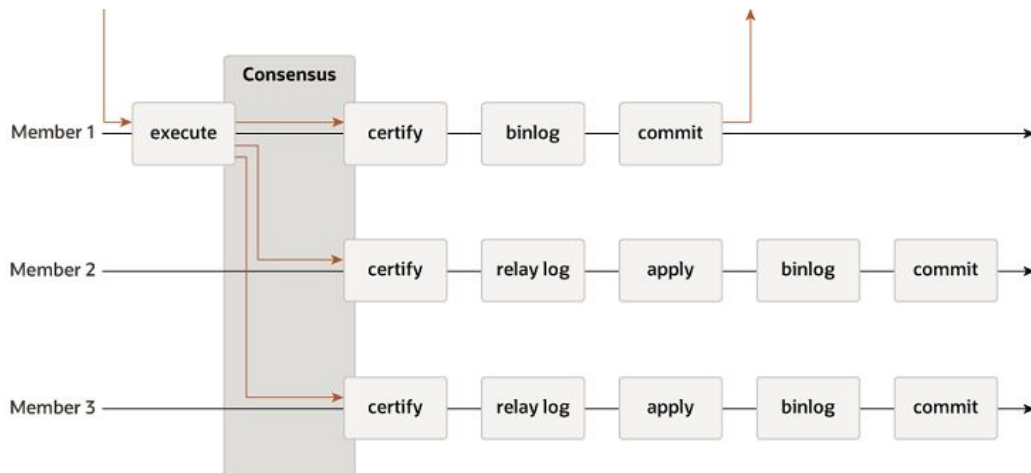 Consensus
Member 1 execute certify binlog commit
Member 2 certify relay log apply binlog commit
Member 3 certify relay log apply binlog commit